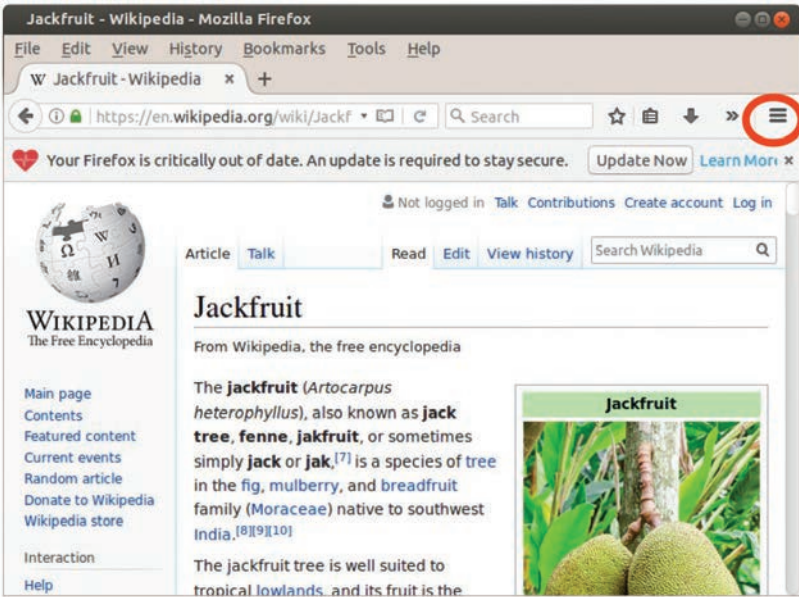 Jackfruit - Wikipedia - Mozilla Firefox
File Edit View History Bookmarks Tools Help
W Jackfruit - Wikipedia × +
https://en.wikipedia.org/wiki/Jackf Search
Your Firefox is critically out of date. An update is required to stay secure. Update Now Learn More ×
Not logged in Talk Contributions Create account Log in
Article Talk Read Edit View history Search Wikipedia
WIKIPEDIA
The Free Encyclopedia
Main page
Contents
Featured content
Current events
Random article
Donate to Wikipedia
Wikipedia store
Interaction
Help
Jackfruit
From Wikipedia, the free encyclopedia
The jackfruit (Artocarpus
heterophyllus), also known as jack
tree, fenne, jakfruit, or sometimes
simply jack or jak,[7] is a species of tree
in the fig, mulberry, and breadfruit
family (Moraceae) native to southwest
India.[8][9][10]
The jackfruit tree is well suited to
tropical lowlands, and its fruit is the
Jackfruit